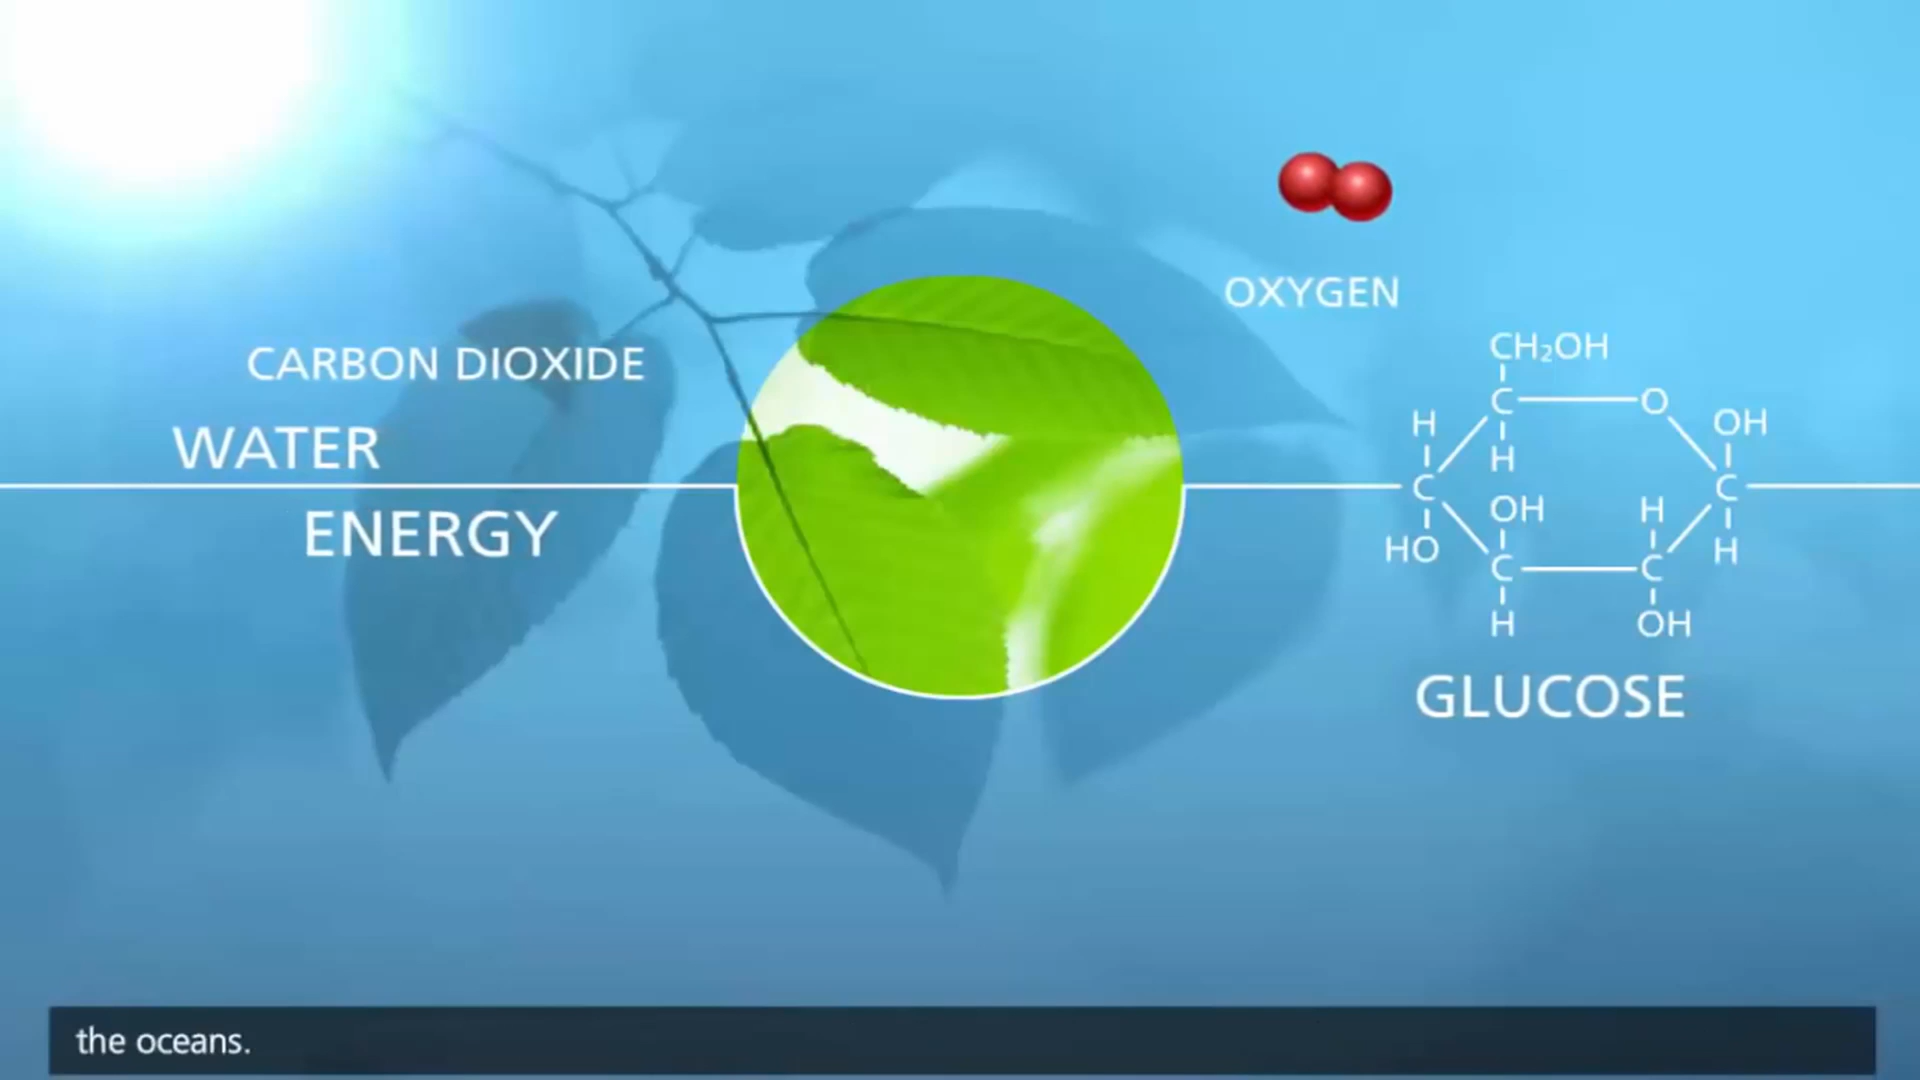 CARBON DIOXIDE
WATER
ENERGY
OXYGEN
CH₂OH
C
O
H
H
OH
C
OH
H
C
HO
C
C
H
H
OH
GLUCOSE
the oceans.